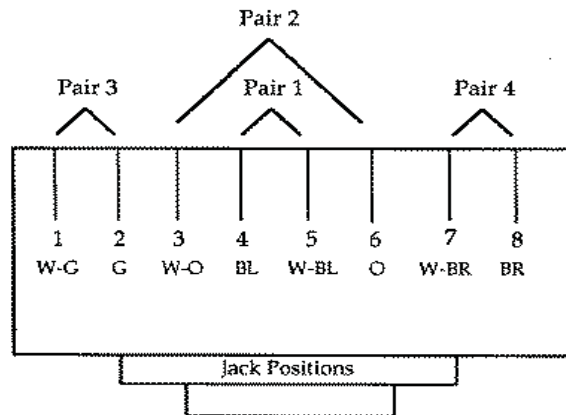 Pair 2
Pair 3 Pair 1 Pair 4
1 2 3 4 5 6 7 8
W-G G W-O BL W-BL O W-BR BR
Jack Positions